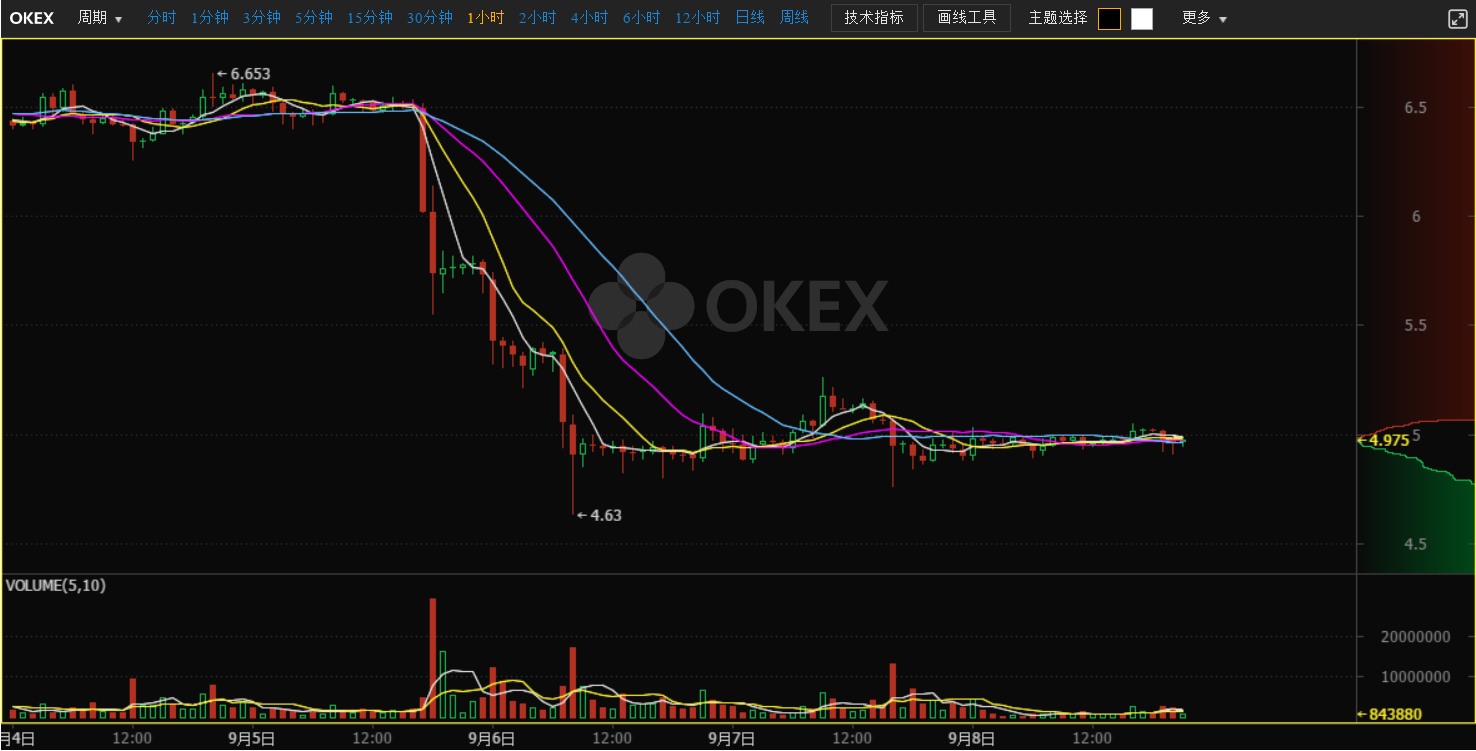 OKEX 周期 分时 1分钟 3分钟 5分钟 15分钟 30分钟 1小时 2小时 4小时 6小时 12小时 日线 周线 技术指标 画线工具 主题选择 更多
←6.653
6.5
6
OKEX
5.5
←4.975 5
←4.63
4.5
VOLUME(5,10)
20000000
10000000
←843880
月4日 12:00 9月5日 12:00 9月6日 12:00 9月7日 12:00 9月8日 12:00